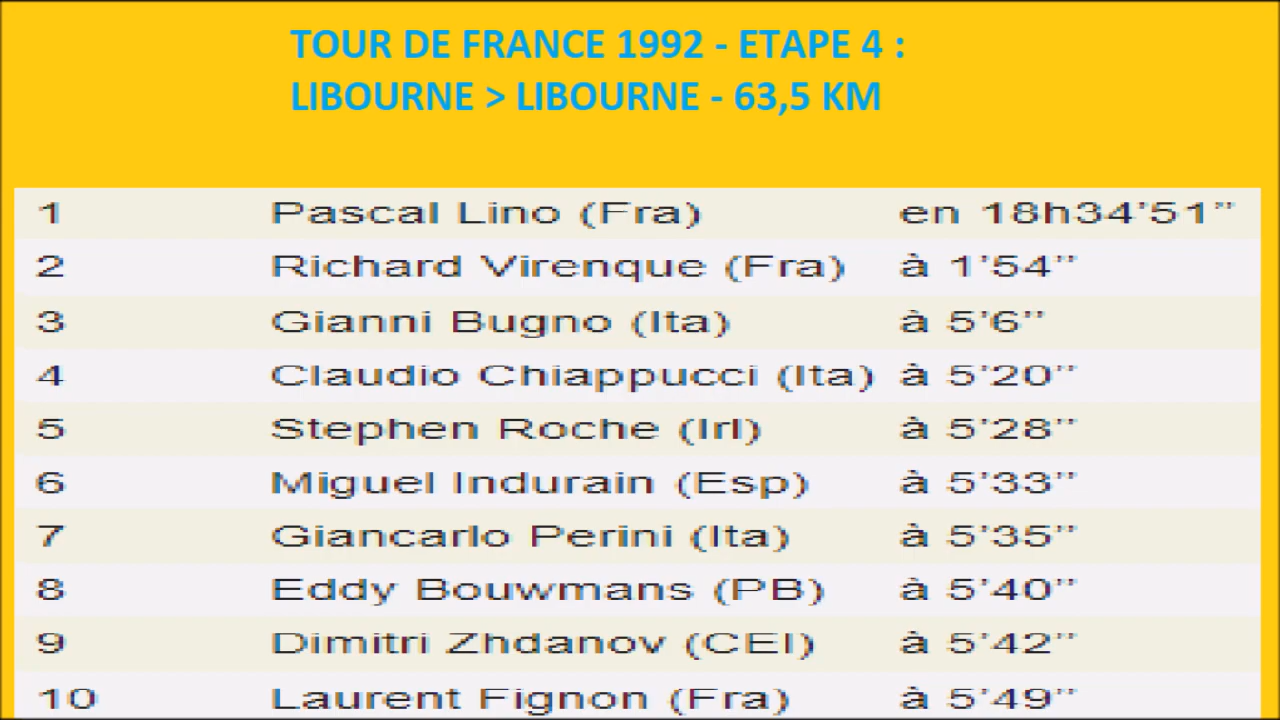 TOUR DE FRANCE 1992 - ETAPE 4 :
LIBOURNE > LIBOURNE - 63,5 KM
1 Pascal Lino (Fra) en 18h34'51''
2 Richard Virenque (Fra) à 1'54''
3 Gianni Bugno (Ita) à 5'6''
4 Claudio Chiappucci (Ita) à 5'20''
5 Stephen Roche (Irl) à 5'28''
6 Miguel Indurain (Esp) à 5'33''
7 Giancarlo Perini (Ita) à 5'35''
8 Eddy Bouwmans (PB) à 5'40''
9 Dimitri Zhdanov (CEI) à 5'42''
10 Laurent Fignon (Fra) à 5'49''